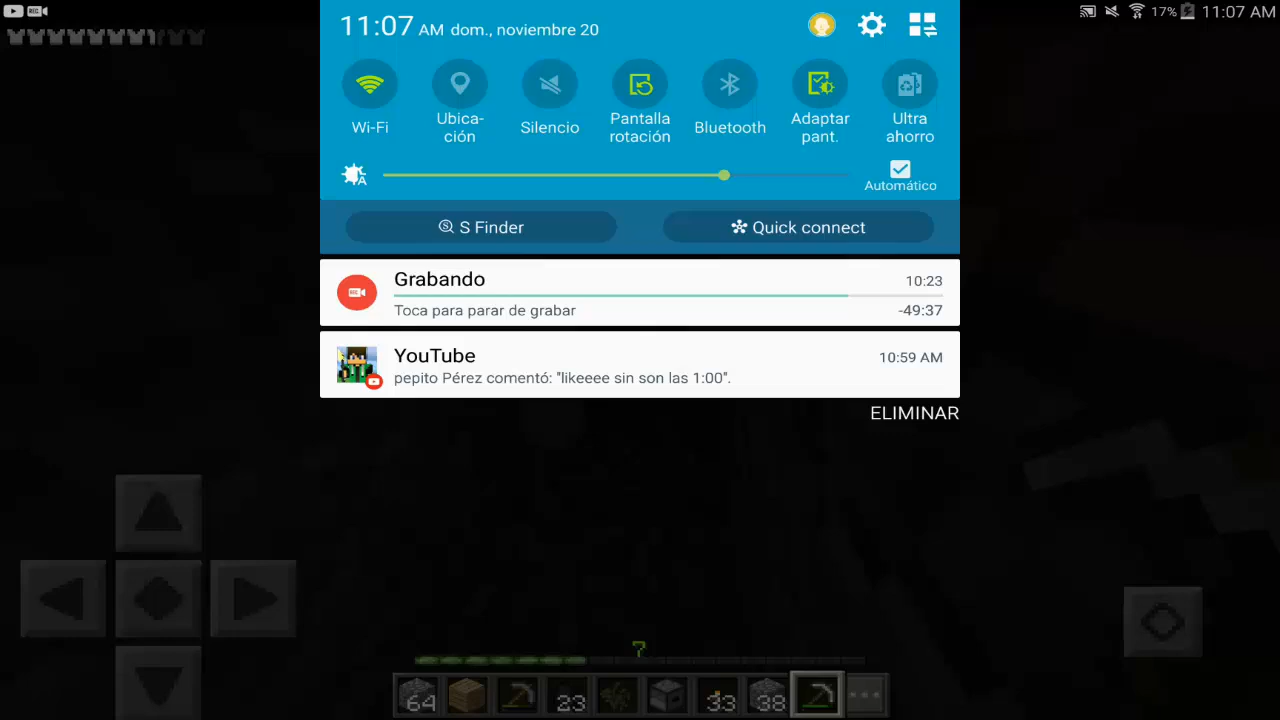 17% 11:07 AM
11:07 AM dom., noviembre 20
Wi-Fi
Ubica-
ción
Silencio
Pantalla
rotación
Bluetooth
Adaptar
pant.
Ultra
ahorro
Automático
S Finder
Quick connect
Grabando 10:23
Toca para parar de grabar -49:37
YouTube 10:59 AM
pepito Pérez comentó: "likeeee sin son las 1:00".
ELIMINAR
7
64 23 33 38